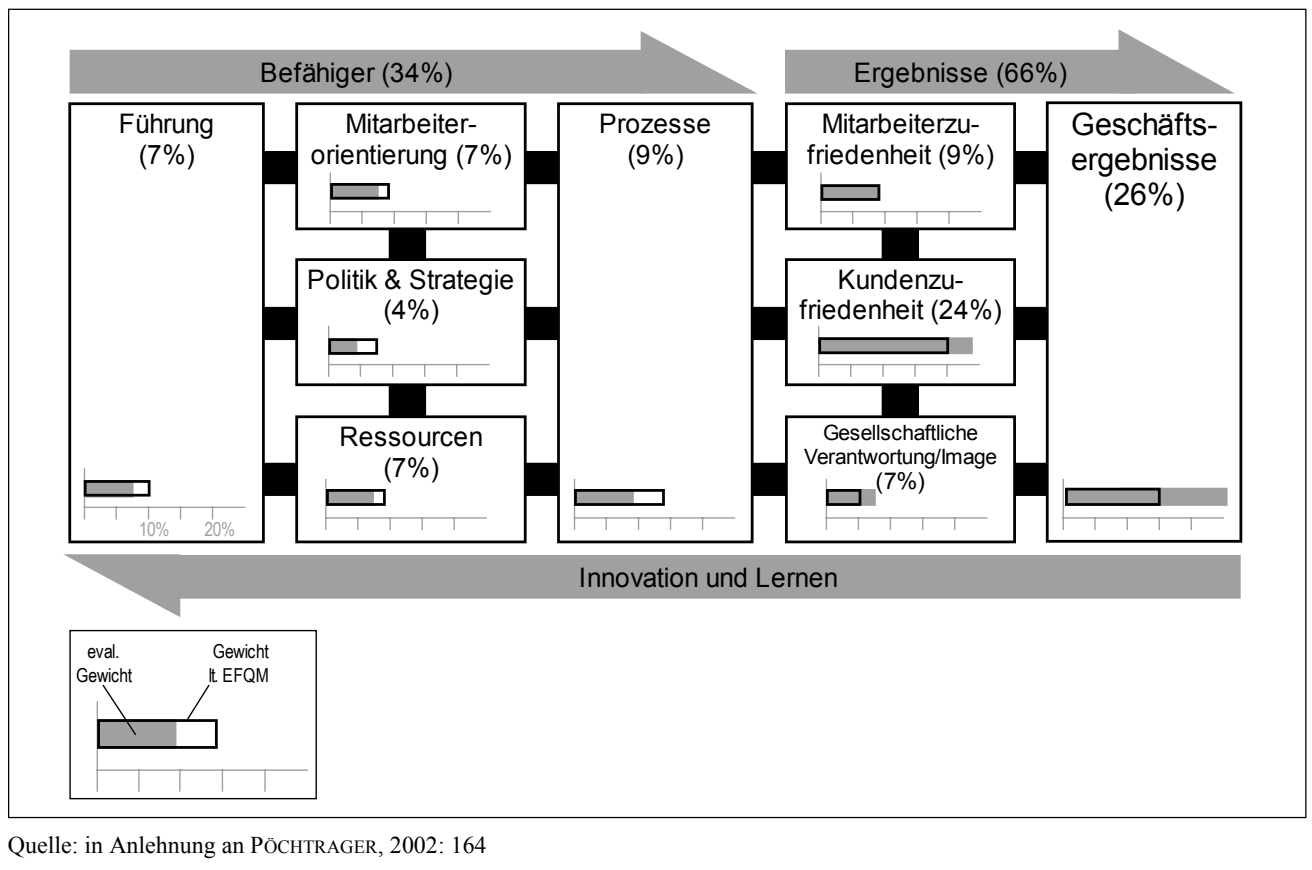 Befähiger (34%)
Ergebnisse (66%)
Führung
(7%)
Mitarbeiter-
orientierung (7%)
Prozesse
(9%)
Mitarbeiterzu-
friedenheit (9%)
Geschäfts-
ergebnisse
(26%)
Politik & Strategie
(4%)
Kundenzu-
friedenheit (24%)
Ressourcen
(7%)
Gesellschaftliche
Verantwortung/Image
(7%)
10%
20%
Innovation und Lernen
eval.
Gewicht
Gewicht
lt. EFQM
Quelle: in Anlehnung an PÖCHTRAGER, 2002: 164